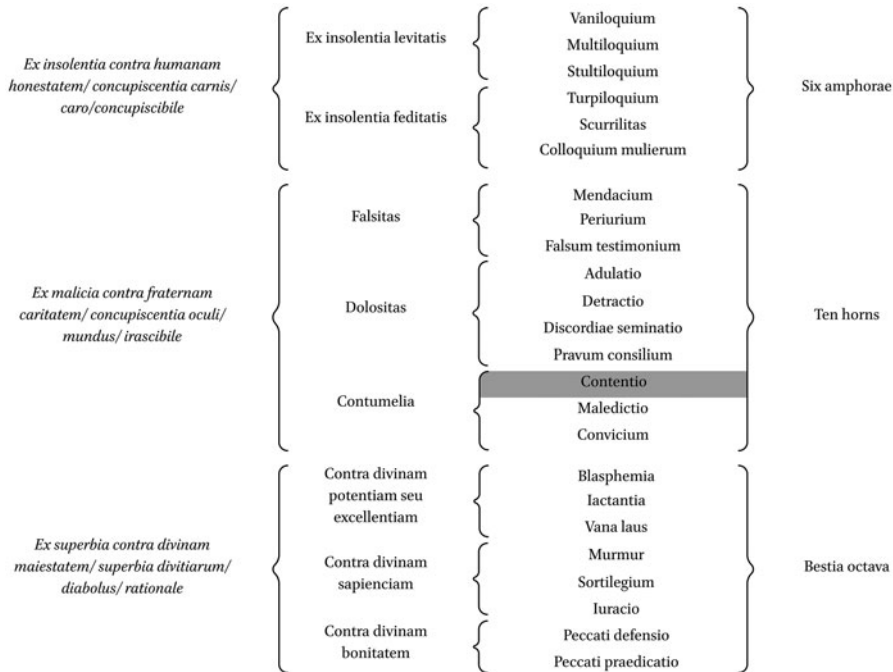 Ex insolentia contra humanam
honestatem/ concupiscentia carnis/
caro/concupiscibile
Ex insolentia levitatis
Vaniloquium
Multiloquium
Stultiloquium
Ex insolentia feditatis
Turpiloquium
Scurrilitas
Colloquium mulierum
Six amphorae
Ex malicia contra fraternam
caritatem/ concupiscentia oculi/
mundus/ irascibile
Falsitas
Mendacium
Periurium
Falsum testimonium
Dolositas
Adulatio
Detractio
Discordiae seminatio
Pravum consilium
Contumelia
Contentio
Maledictio
Convicium
Ten horns
Ex superbia contra divinam
maiestatem/ superbia divitiarum/
diabolus/ rationale
Contra divinam
potentiam seu
excellentiam
Blasphemia
Iactantia
Vana laus
Contra divinam
sapienciam
Murmur
Sortilegium
Iuracio
Contra divinam
bonitatem
Peccati defensio
Peccati praedicatio
Bestia octava